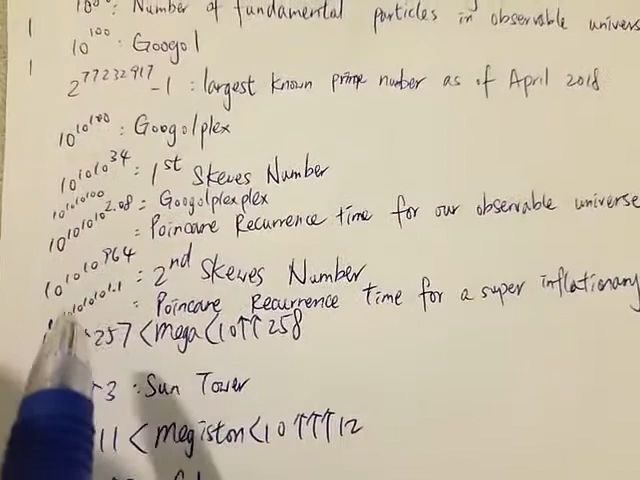 : Number of fundamental particles in observable univers
10^100 : Googol
2^77232917 -1 : largest known prime number as of April 2018
10^10^100 : Googolplex
10^10^10^34 : 1st Skewes Number
10^10^10^100 : Googolplexplex
10^10^10^10^2.08 : Poincare Recurrence time for our observable universe
10^10^10^964 : 2nd Skewes Number
10^10^10^10^1.1 : Poincare Recurrence Time for a super inflationary
257 < Mega < 10↑↑258
↑3 : Sun Tower
11 < Megiston < 10↑↑↑12